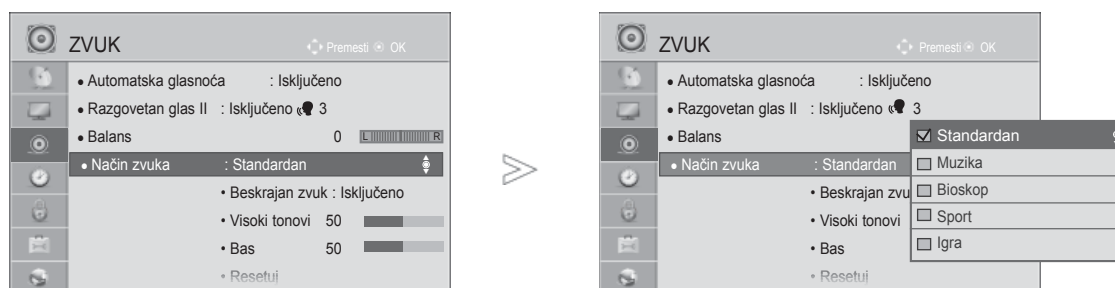 ZVUK
Premesti OK
• Automatska glasnoća : Isključeno
• Razgovetan glas II : Isključeno 3
• Balans 0 L R
• Način zvuka : Standardan
• Beskrajan zvuk : Isključeno
• Visoki tonovi 50
• Bas 50
• Resetuj
ZVUK
Premesti OK
• Automatska glasnoća : Isključeno
• Razgovetan glas II : Isključeno 3
• Balans
• Način zvuka : Standardan
• Beskrajan zvu
• Visoki tonovi
• Bas
• Resetuj
Standardan
Muzika
Bioskop
Sport
Igra